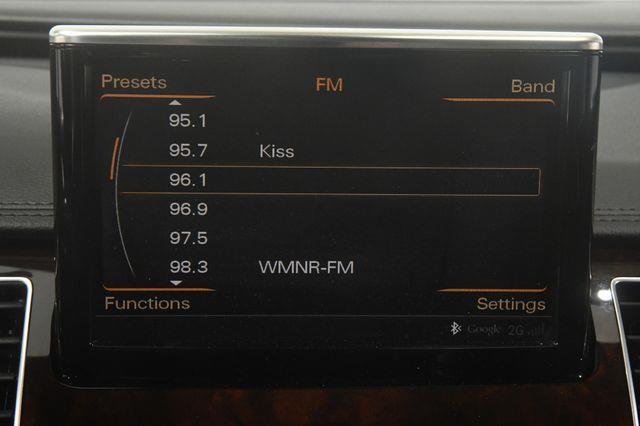 Presets FM Band
95.1
95.7 Kiss
96.1
96.9
97.5
98.3 WMNR-FM
Functions Settings
Google 2G